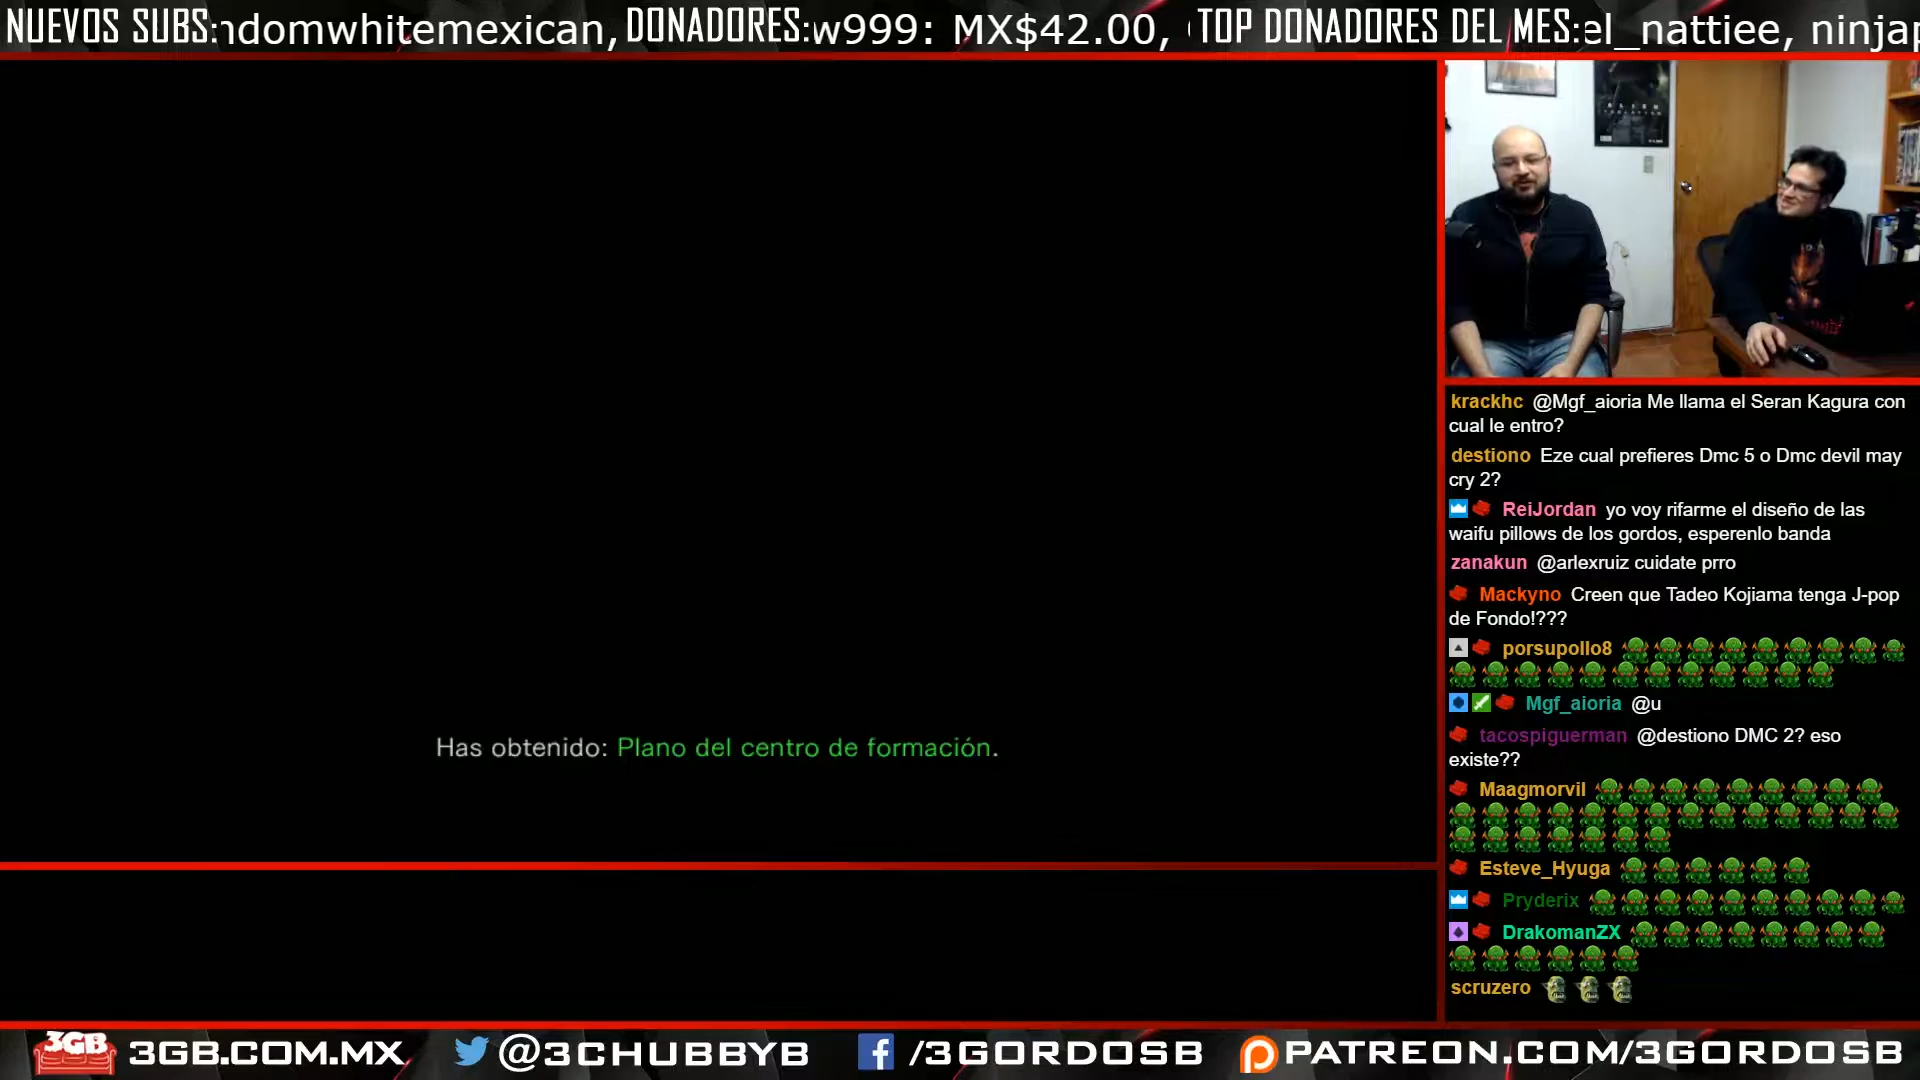 NUEVOS SUBS: ndomwhitemexican, DONADORES: w999: MX$42.00, TOP DONADORES DEL MES: el_nattiee, ninjap
ALIEN
krackhc @Mgf_aioria Me llama el Seran Kagura con
cual le entro?
destiono Eze cual prefieres Dmc 5 o Dmc devil may
cry 2?
ReiJordan yo voy rifarme el diseño de las
waifu pillows de los gordos, esperenlo banda
zanakun @arlexruiz cuidate prro
Mackyno Creen que Tadeo Kojiama tenga J-pop
de Fondo!???
porsupollo8
Mgf_aioria @u
tacospiguerman @destiono DMC 2? eso
existe??
Maagmorvil
Esteve_Hyuga
Pryderix
DrakomanZX
scruzero
Has obtenido: Plano del centro de formación.
3GB 3GB.COM.MX @3CHUBBYB /3GORDOSB PATREON.COM/3GORDOSB